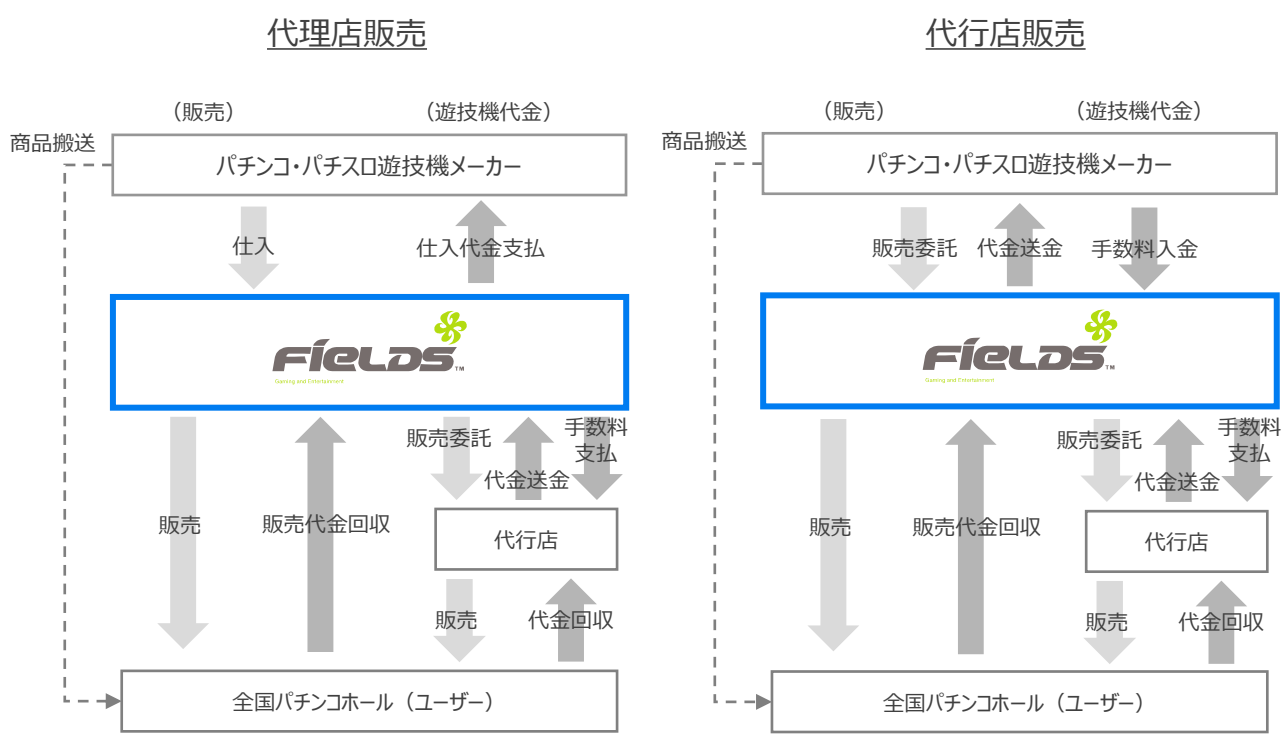 代理店販売
（販売）
（遊技機代金）
商品搬送
パチンコ・パチスロ遊技機メーカー
仕入
仕入代金支払
FIELDS™
Gaming and Entertainment
販売委託
手数料
支払
代金送金
販売
販売代金回収
代行店
販売
代金回収
全国パチンコホール（ユーザー）
代行店販売
（販売）
（遊技機代金）
商品搬送
パチンコ・パチスロ遊技機メーカー
販売委託
代金送金
手数料入金
FIELDS™
Gaming and Entertainment
販売委託
手数料
支払
代金送金
販売
販売代金回収
代行店
販売
代金回収
全国パチンコホール（ユーザー）